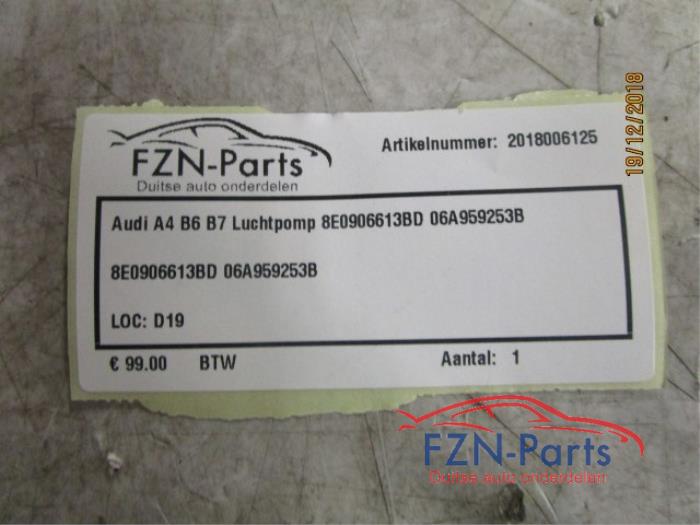 FZN-Parts
Duitse auto onderdelen
Artikelnummer: 2018006125
Audi A4 B6 B7 Luchtpomp 8E0906613BD 06A959253B
8E0906613BD 06A959253B
LOC: D19
€ 99.00 BTW Aantal: 1
19/12/2018
FZN-Parts
Duitse auto onderdelen